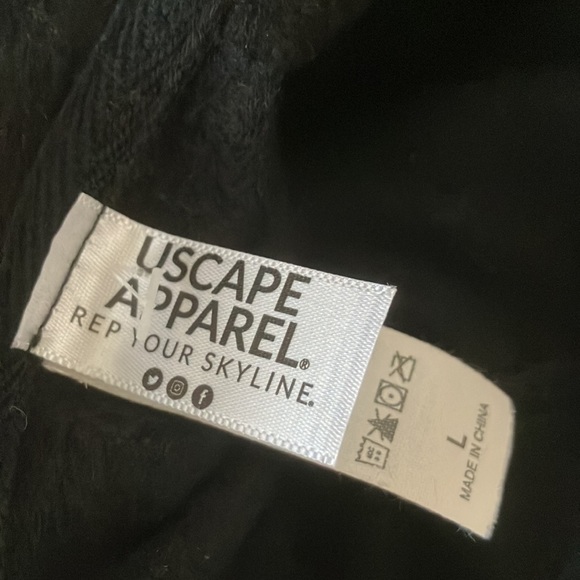 USCAPE
APPAREL®
REP YOUR SKYLINE.
L
MADE IN CHINA